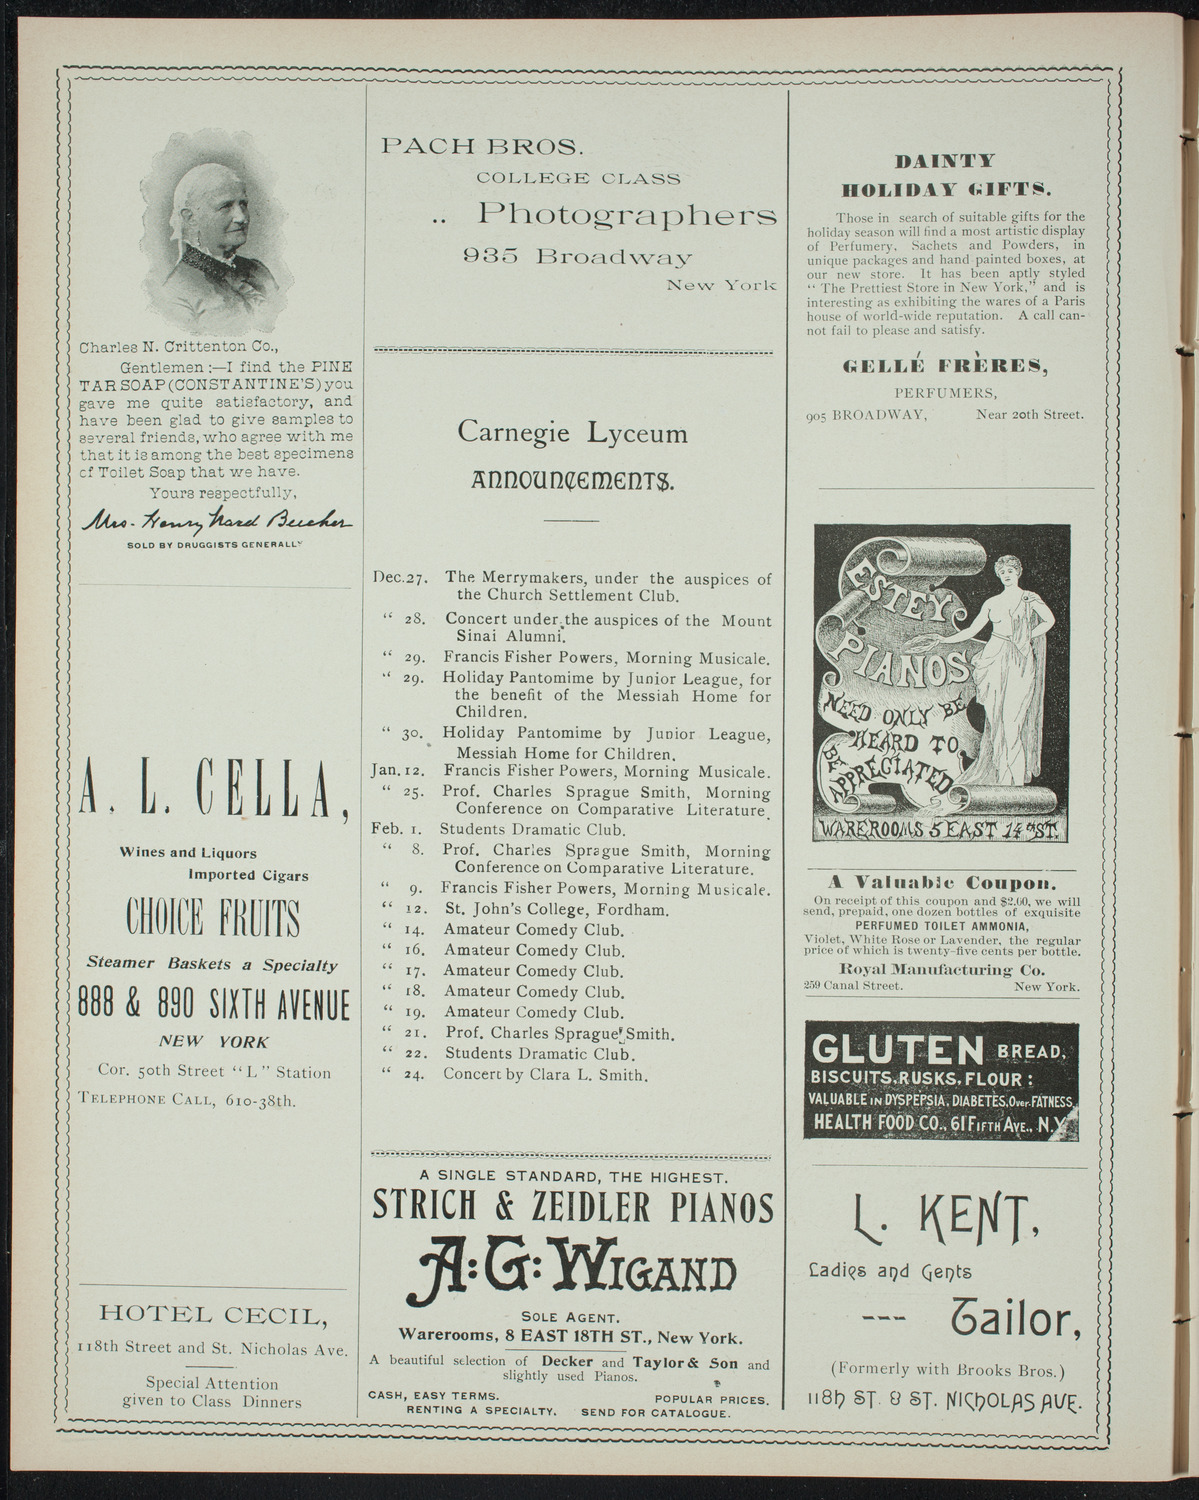 Charles N. Crittenton Co.,
Gentlemen :—I find the PINE
TAR SOAP (CONSTANTINE'S) you
gave me quite satisfactory, and
have been glad to give samples to
several friends, who agree with me
that it is among the best specimens
of Toilet Soap that we have.
Yours respectfully,
Mrs. Henry Ward Beecher
SOLD BY DRUGGISTS GENERALLY
A. L. CELLA,
Wines and Liquors
Imported Cigars
CHOICE FRUITS
Steamer Baskets a Specialty
888 & 890 SIXTH AVENUE
NEW YORK
Cor. 50th Street "L" Station
TELEPHONE CALL, 610-38th.
HOTEL CECIL,
118th Street and St. Nicholas Ave.
Special Attention
given to Class Dinners
PACH BROS.
COLLEGE CLASS
.. Photographers
935 Broadway
New York
Carnegie Lyceum
ANNOUNCEMENTS.
Dec. 27. The Merrymakers, under the auspices of
the Church Settlement Club.
" 28. Concert under the auspices of the Mount
Sinai Alumni.
" 29. Francis Fisher Powers, Morning Musicale.
" 29. Holiday Pantomime by Junior League, for
the benefit of the Messiah Home for
Children.
" 30. Holiday Pantomime by Junior League,
Messiah Home for Children.
Jan. 12. Francis Fisher Powers, Morning Musicale.
" 25. Prof. Charles Sprague Smith, Morning
Conference on Comparative Literature.
Feb. 1. Students Dramatic Club.
" 8. Prof. Charles Sprague Smith, Morning
Conference on Comparative Literature.
" 9. Francis Fisher Powers, Morning Musicale.
" 12. St. John's College, Fordham.
" 14. Amateur Comedy Club.
" 16. Amateur Comedy Club.
" 17. Amateur Comedy Club.
" 18. Amateur Comedy Club.
" 19. Amateur Comedy Club.
" 21. Prof. Charles Sprague Smith.
" 22. Students Dramatic Club.
" 24. Concert by Clara L. Smith.
A SINGLE STANDARD, THE HIGHEST.
STRICH & ZEIDLER PIANOS
A:G:WIGAND
SOLE AGENT.
Warerooms, 8 EAST 18TH ST., New York.
A beautiful selection of Decker and Taylor & Son and
slightly used Pianos.
CASH, EASY TERMS. POPULAR PRICES.
RENTING A SPECIALTY. SEND FOR CATALOGUE.
DAINTY
HOLIDAY GIFTS.
Those in search of suitable gifts for the
holiday season will find a most artistic display
of Perfumery, Sachets and Powders, in
unique packages and hand painted boxes, at
our new store. It has been aptly styled
"The Prettiest Store in New York," and is
interesting as exhibiting the wares of a Paris
house of world-wide reputation. A call can-
not fail to please and satisfy.
GELLÉ FRÈRES,
PERFUMERS,
905 BROADWAY, Near 20th Street.
ESTEY
PIANOS
NEED ONLY BE
HEARD TO
BE APPRECIATED
WAREROOMS 5 EAST 14TH ST.
A Valuable Coupon.
On receipt of this coupon and $2.00, we will
send, prepaid, one dozen bottles of exquisite
PERFUMED TOILET AMMONIA,
Violet, White Rose or Lavender, the regular
price of which is twenty-five cents per bottle.
Royal Manufacturing Co.
259 Canal Street. New York.
GLUTEN BREAD,
BISCUITS, RUSKS, FLOUR:
VALUABLE IN DYSPEPSIA, DIABETES, Over-FATNESS.
HEALTH FOOD CO., 61 FIFTH AVE., N.Y.
L. KENT,
Ladies and Gents
--- Tailor,
(Formerly with Brooks Bros.)
118th ST. & ST. NICHOLAS AVE.